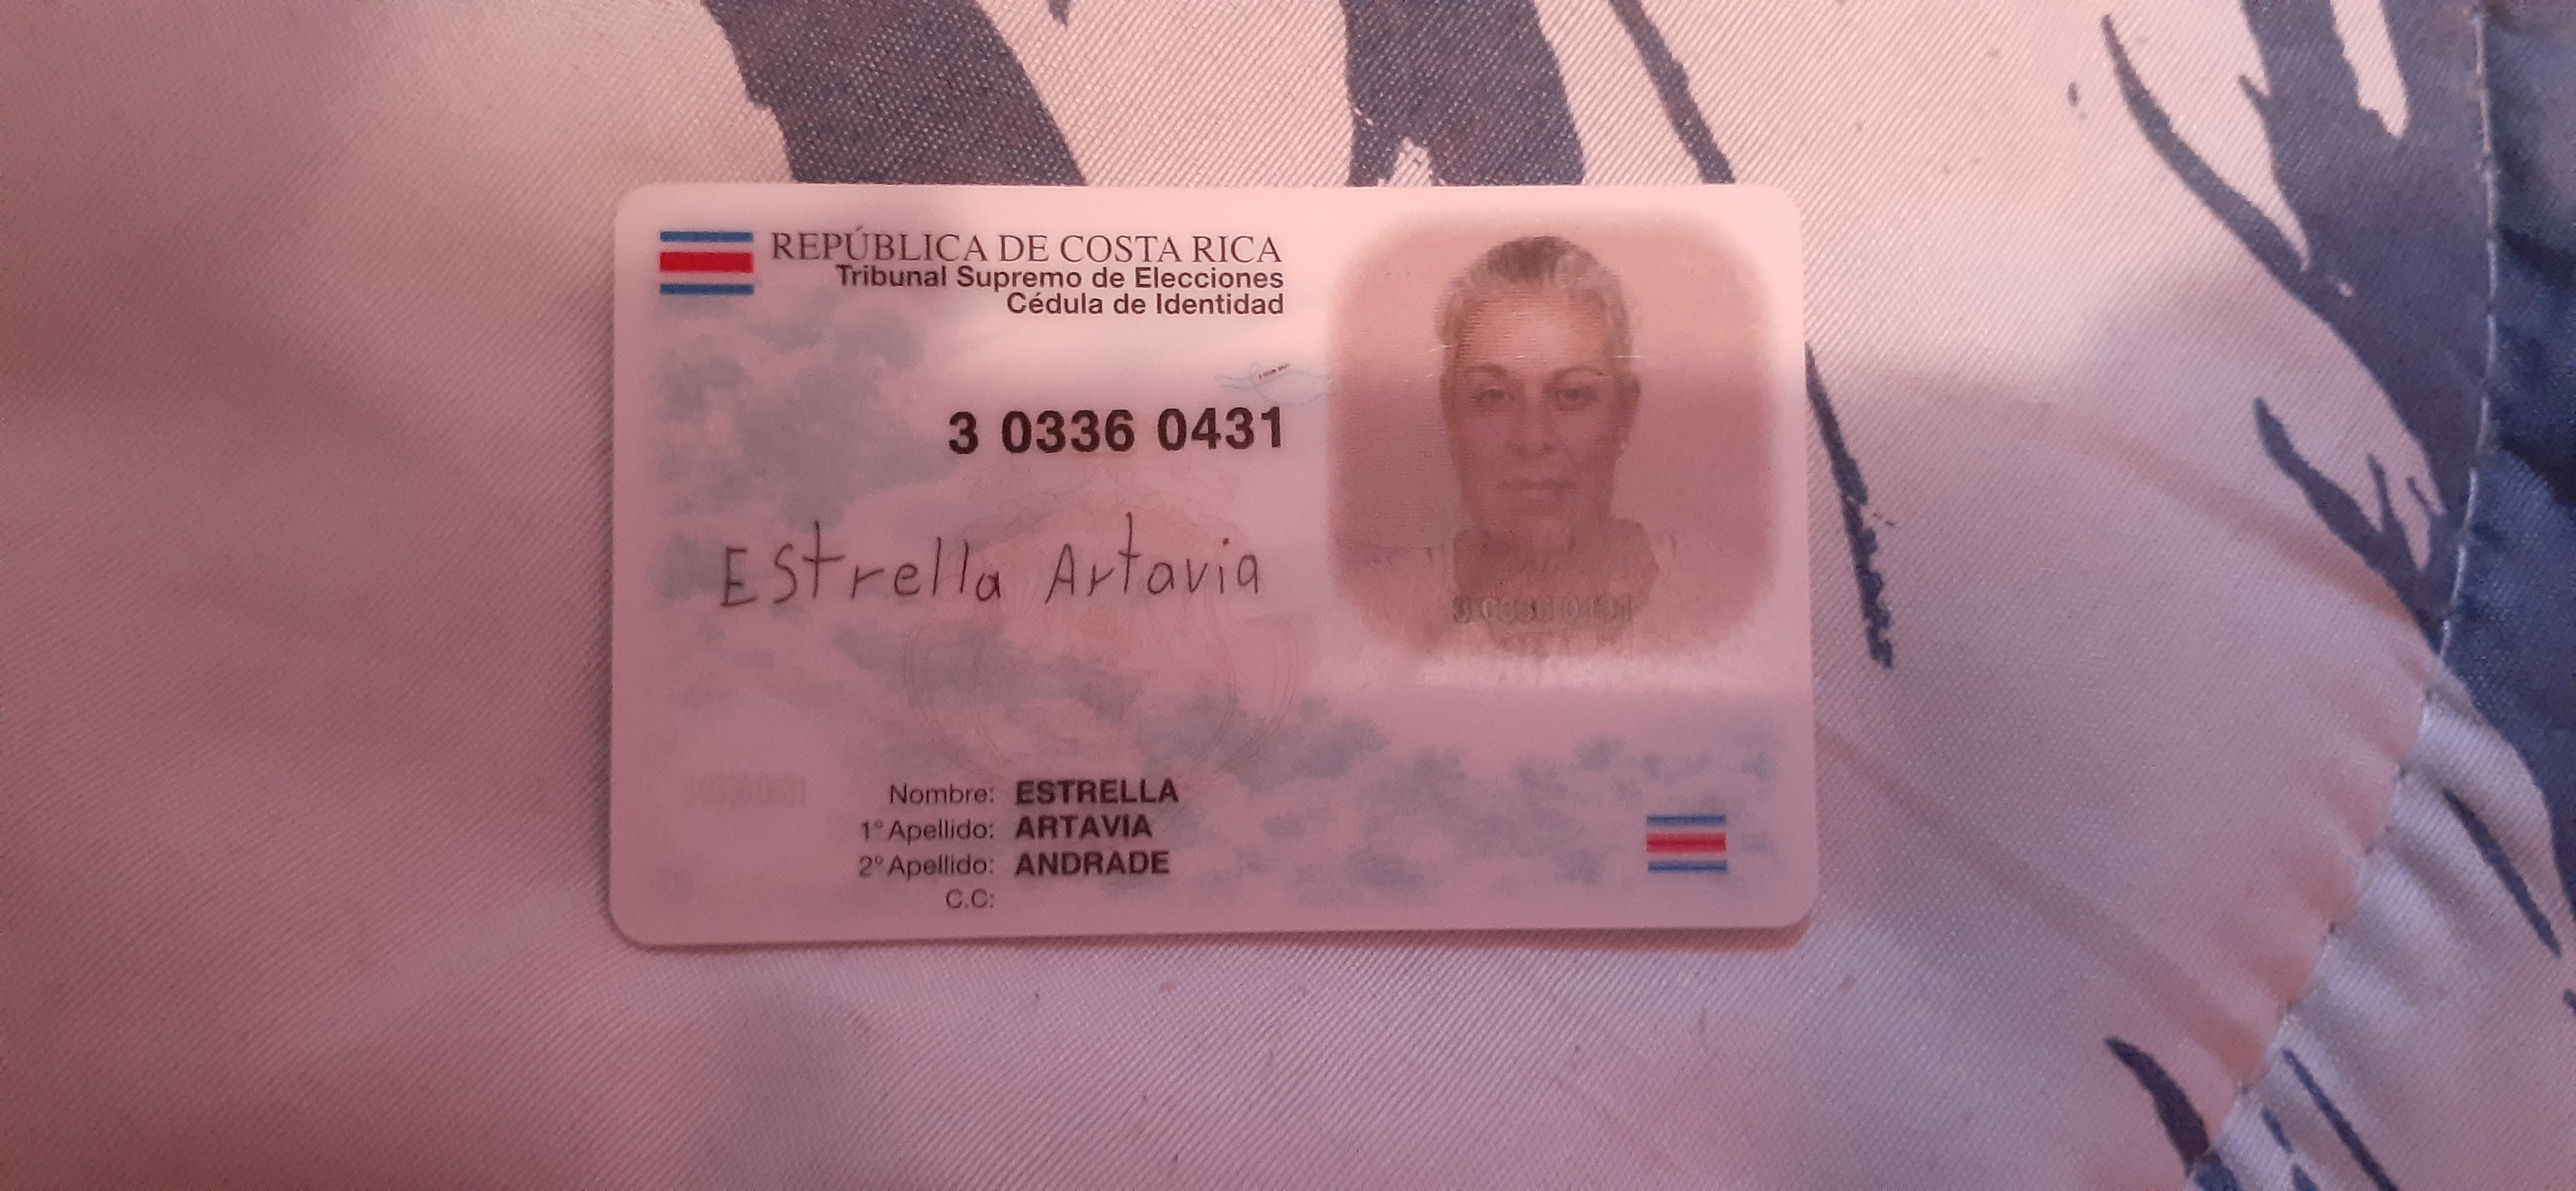 REPÚBLICA DE COSTA RICA
Tribunal Supremo de Elecciones
Cédula de Identidad
3 0336 0431
Estrella Artavia
Nombre: ESTRELLA
1° Apellido: ARTAVIA
2° Apellido: ANDRADE
C.C: